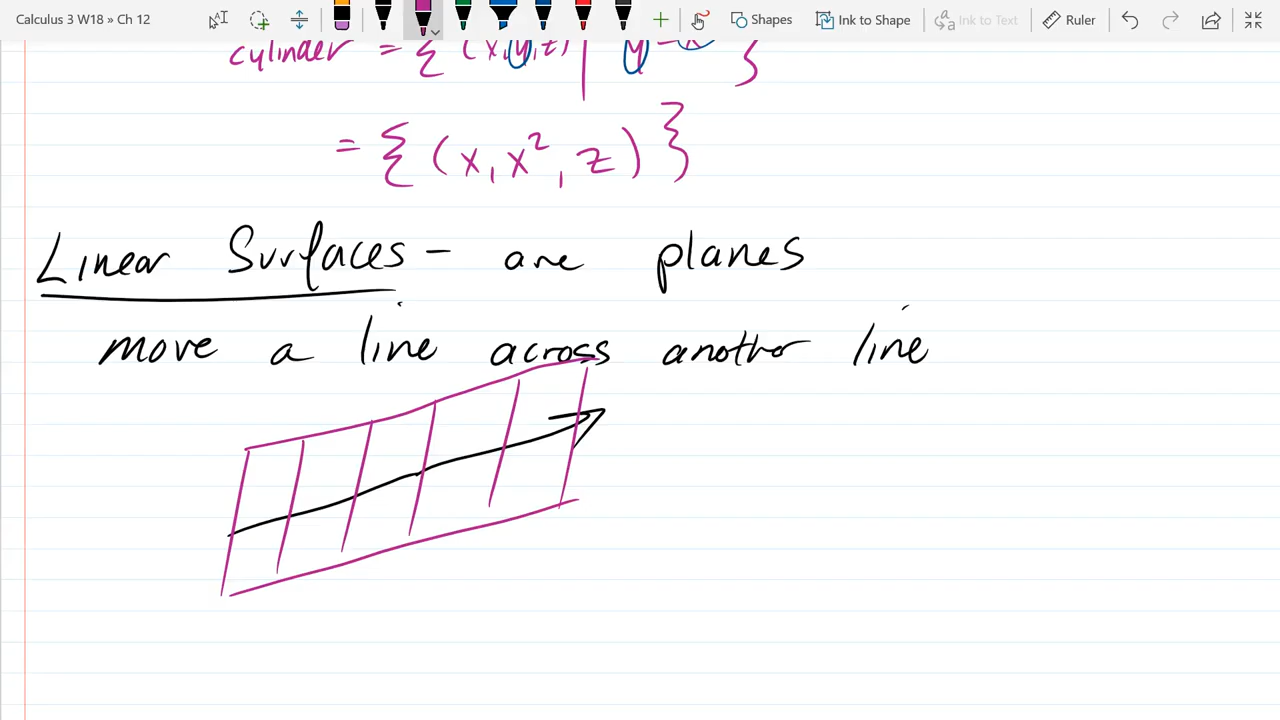 Calculus 3 W18 » Ch 12
Shapes
Ink to Shape
Ink to Text
Ruler
cylinder = { (x,y,z) | y = x }
= { (x, x², z) }
Linear Surfaces - are planes
move a line across another line